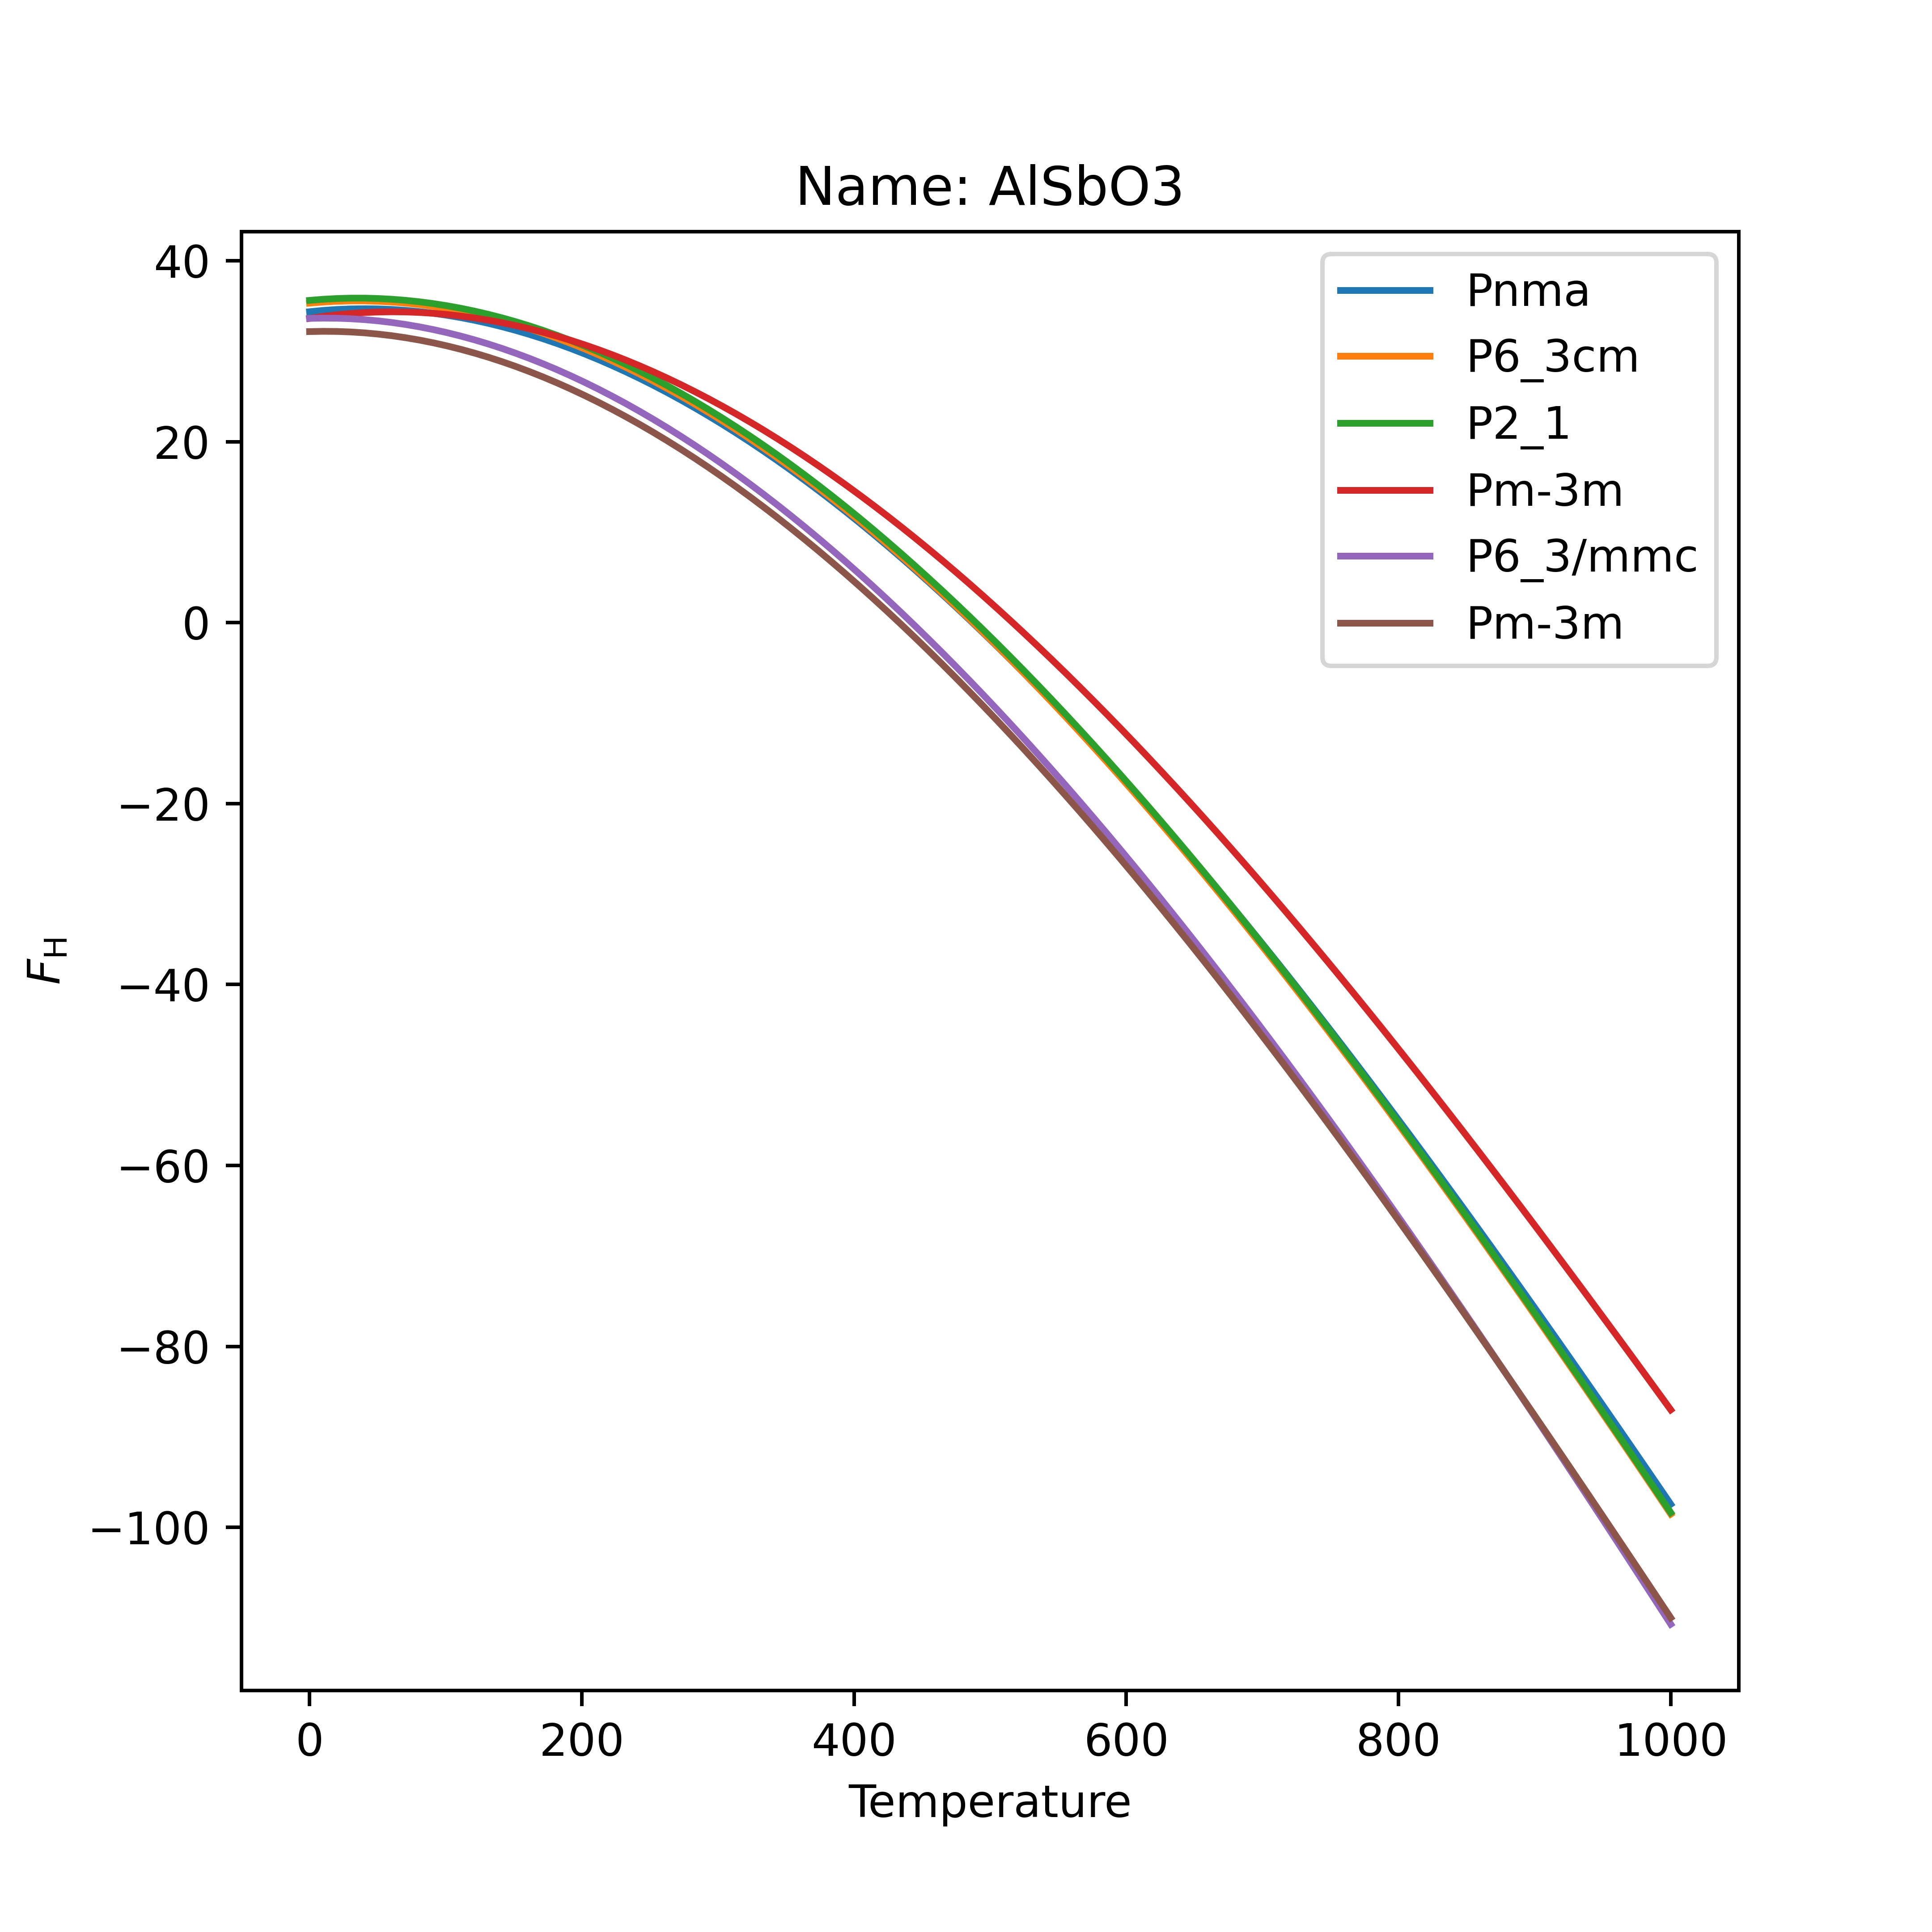 Name: AlSbO3
40
20
0
−20
−40
−60
−80
−100
F_H
Pnma
P6_3cm
P2_1
Pm-3m
P6_3/mmc
Pm-3m
0 200 400 600 800 1000
Temperature